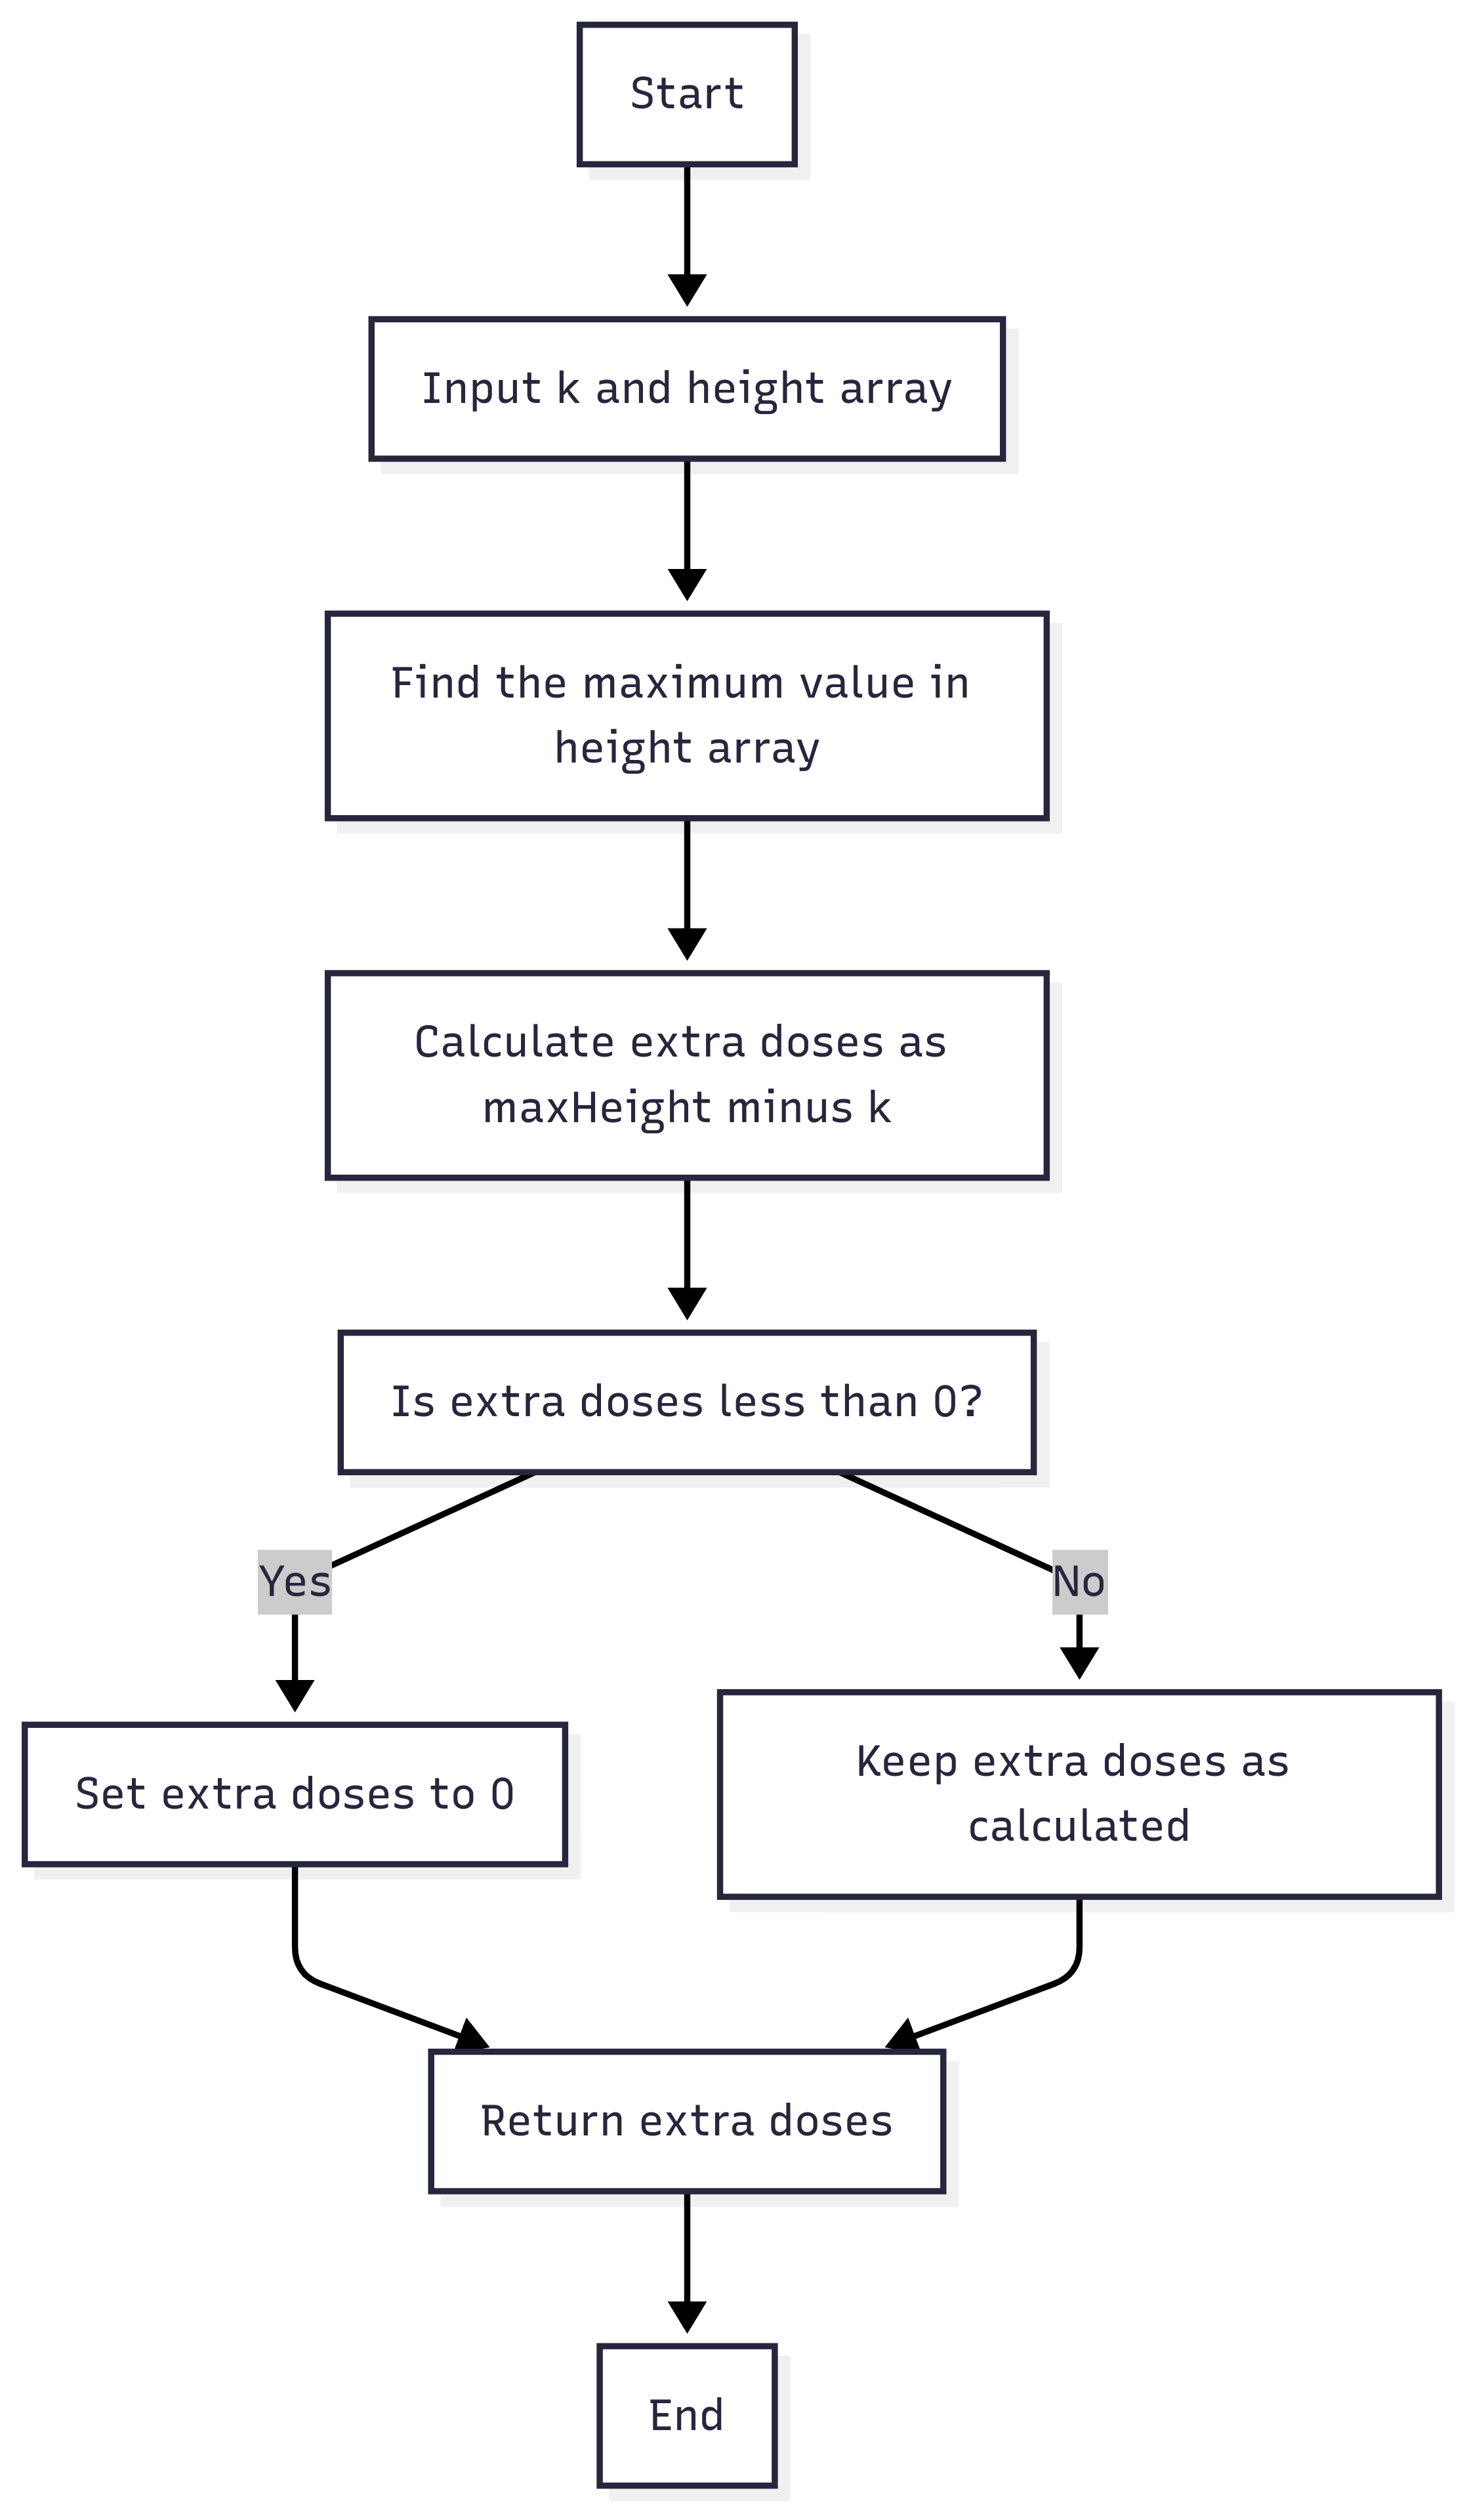 Start
Input k and height array
Find the maximum value in
height array
Calculate extra doses as
maxHeight minus k
Is extra doses less than 0?
Yes
No
Set extra doses to 0
Keep extra doses as
calculated
Return extra doses
End